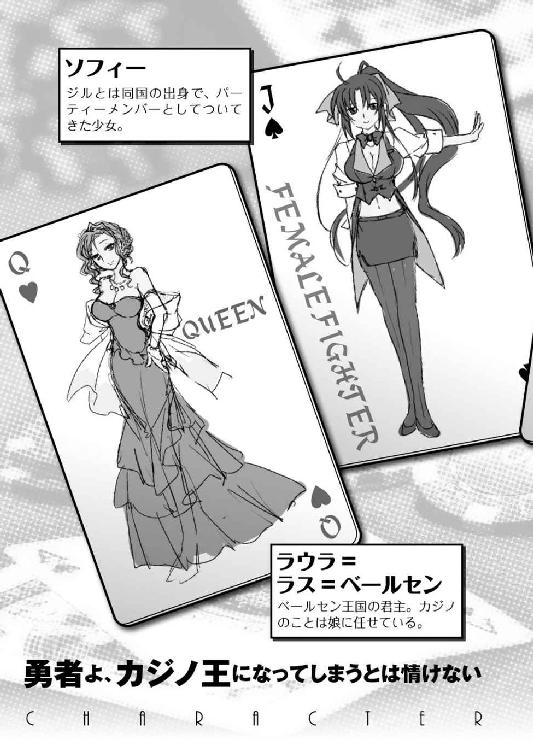 ソフィー
ジルとは同国の出身で、パー
ティーメンバーとしてついて
きた少女。
J
FEMALE FIGHTER
Q
QUEEN
Q
ラウラ＝
ラス＝ベールセン
ベールセン王国の君主。カジノ
のことは娘に任せている。
勇者よ、カジノ王になってしまうとは情けない
CHARACTER